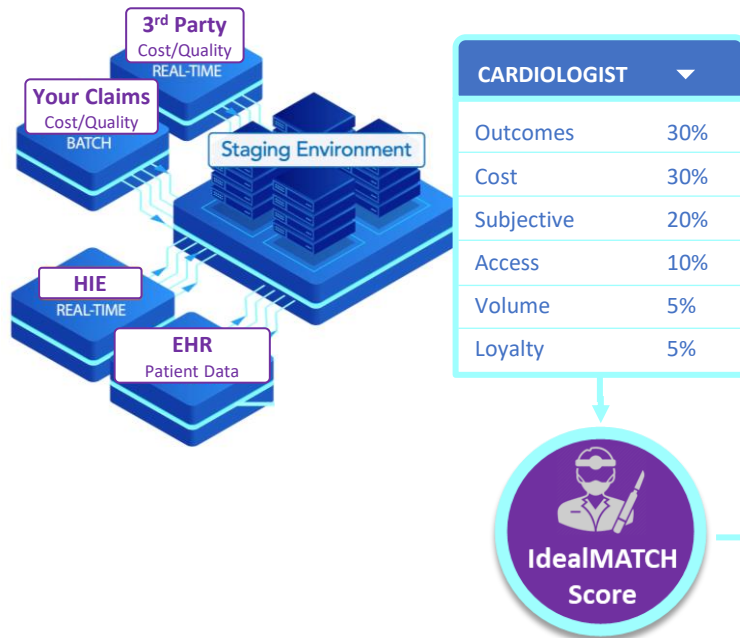 3rd Party
Cost/Quality
REAL-TIME
Your Claims
Cost/Quality
BATCH
Staging Environment
HIE
REAL-TIME
EHR
Patient Data
CARDIOLOGIST
Outcomes 30%
Cost 30%
Subjective 20%
Access 10%
Volume 5%
Loyalty 5%
IdealMATCH
Score